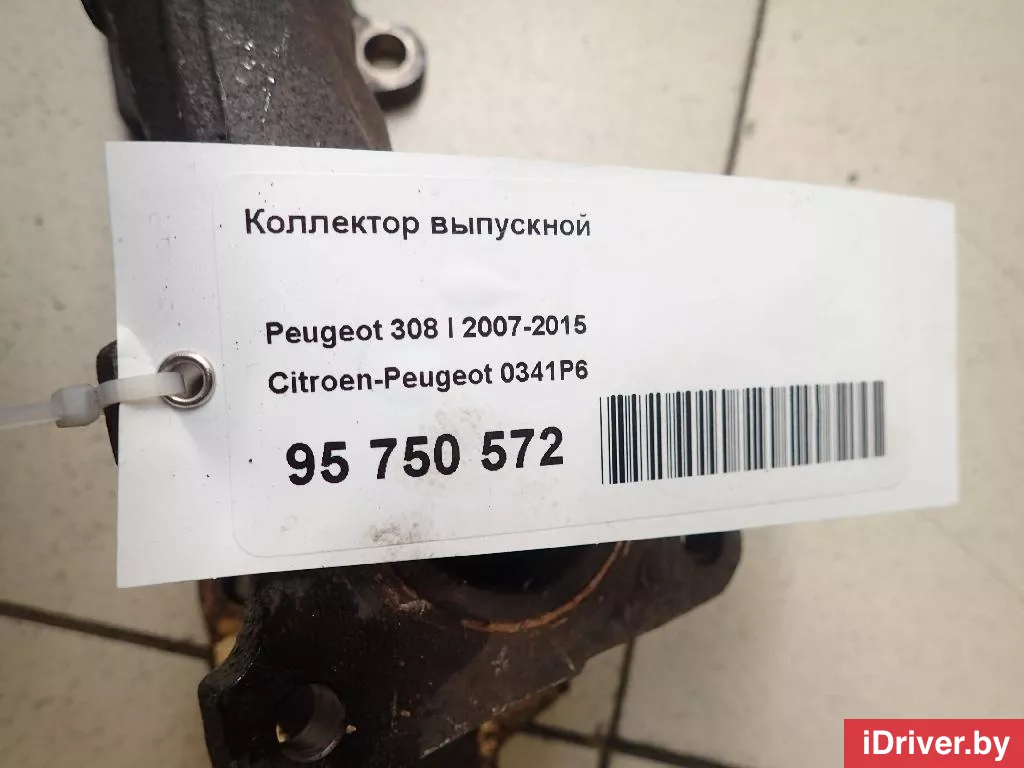 Коллектор выпускной
Peugeot 308 I 2007-2015
Citroen-Peugeot 0341P6
95 750 572
iDriver.by